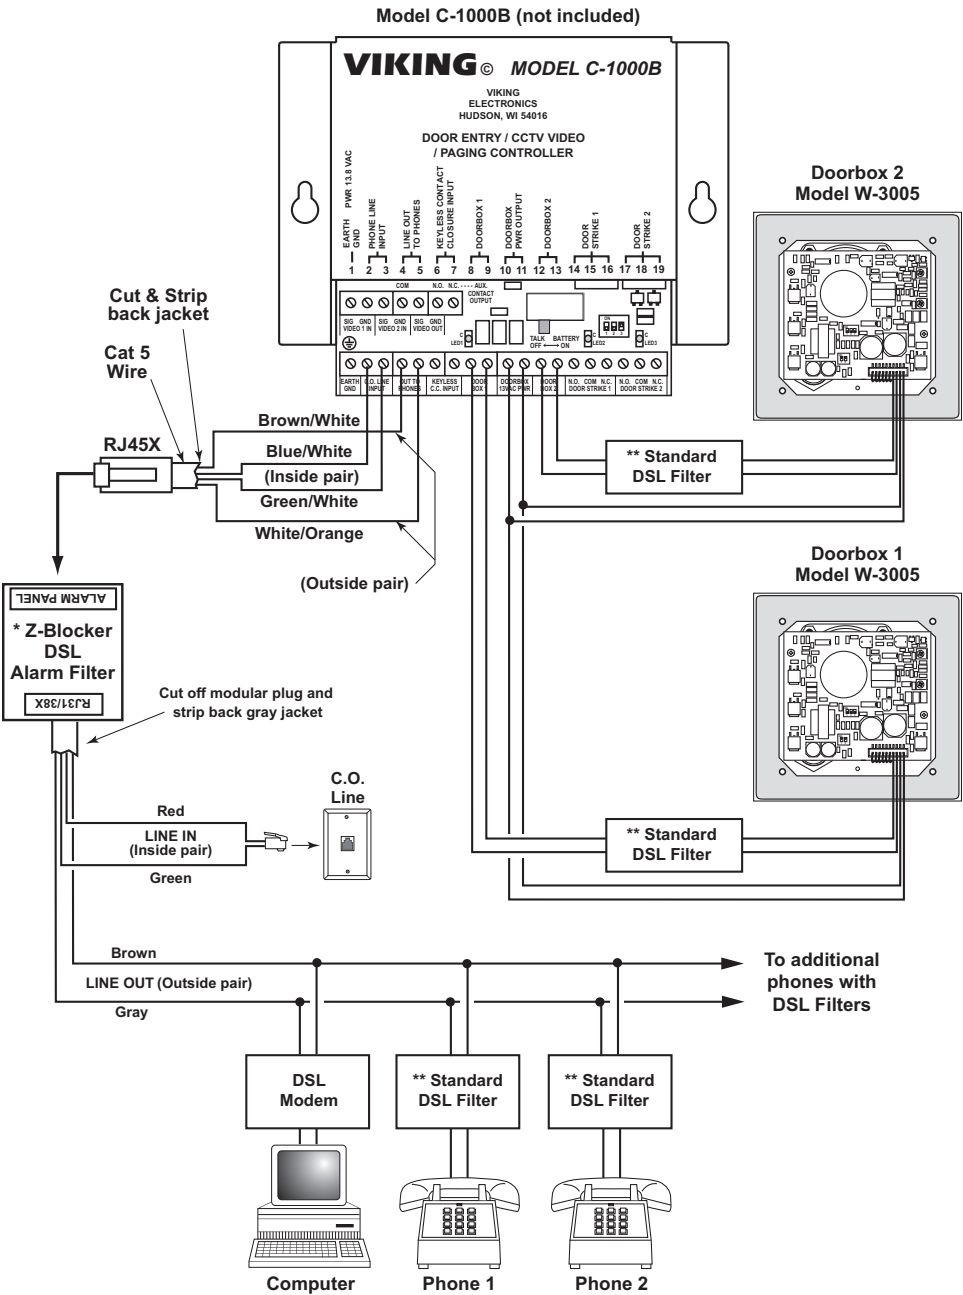 Model C-1000B (not included)
VIKING © MODEL C-1000B
VIKING
ELECTRONICS
HUDSON, WI 54016
DOOR ENTRY / CCTV VIDEO
/ PAGING CONTROLLER
PWR 13.8 VAC
EARTH
GND
PHONE LINE
INPUT
LINE OUT
TO PHONES
KEYLESS CONTACT
CLOSURE INPUT
DOORBOX 1
DOORBOX
PWR OUTPUT
DOORBOX 2
DOOR
STRIKE 1
DOOR
STRIKE 2
1 2 3 4 5 6 7 8 9 10 11 12 13 14 15 16 17 18 19
COM N.O. N.C. ---- AUX.
CONTACT
OUTPUT
SIG GND SIG GND SIG GND
VIDEO 1 IN VIDEO 2 IN VIDEO OUT
C
LED1
TALK BATTERY
OFF ←→ ON
C
LED2
ON
1 2 3
C
LED3
EARTH
GND
C.O. LINE
INPUT
OUT TO
PHONES
KEYLESS
C.C. INPUT
DOOR
BOX 1
DOORBOX
13VAC PWR
DOOR
BOX 2
N.O. COM N.C.
DOOR STRIKE 1
N.O. COM N.C.
DOOR STRIKE 2
Doorbox 2
Model W-3005
Cut & Strip
back jacket
Cat 5
Wire
RJ45X
Brown/White
Blue/White
(Inside pair)
Green/White
White/Orange
(Outside pair)
** Standard
DSL Filter
Doorbox 1
Model W-3005
ALARM PANEL
* Z-Blocker
DSL
Alarm Filter
RJ31/38X
Cut off modular plug and
strip back gray jacket
C.O.
Line
Red
LINE IN
(Inside pair)
Green
** Standard
DSL Filter
Brown
LINE OUT (Outside pair)
Gray
To additional
phones with
DSL Filters
DSL
Modem
** Standard
DSL Filter
** Standard
DSL Filter
Computer
Phone 1
Phone 2